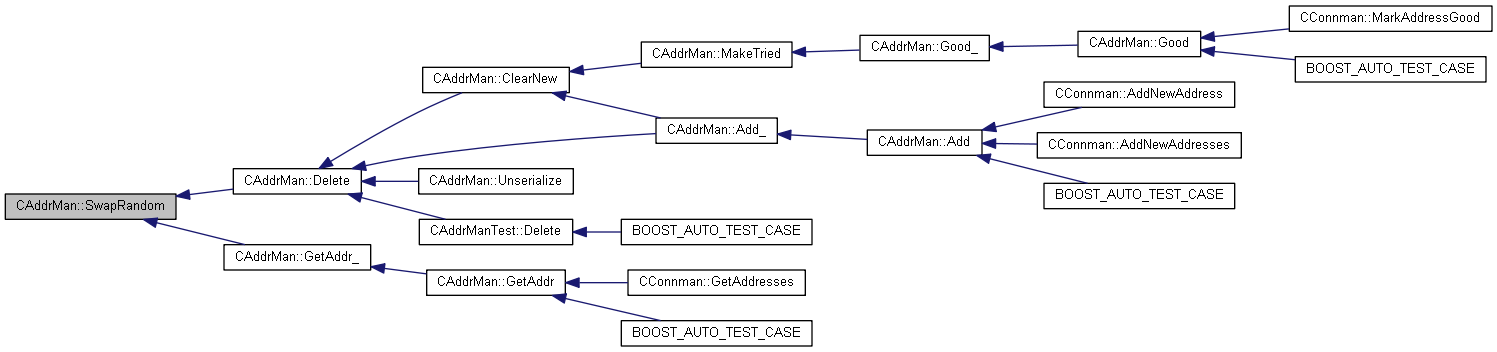 CConnman::MarkAddressGood
CAddrMan::Good
CAddrMan::Good_
CAddrMan::MakeTried
BOOST_AUTO_TEST_CASE
CAddrMan::ClearNew
CConnman::AddNewAddress
CAddrMan::Add_
CAddrMan::Add
CConnman::AddNewAddresses
CAddrMan::Delete
CAddrMan::Unserialize
BOOST_AUTO_TEST_CASE
CAddrMan::SwapRandom
CAddrManTest::Delete
BOOST_AUTO_TEST_CASE
CAddrMan::GetAddr_
CAddrMan::GetAddr
CConnman::GetAddresses
BOOST_AUTO_TEST_CASE